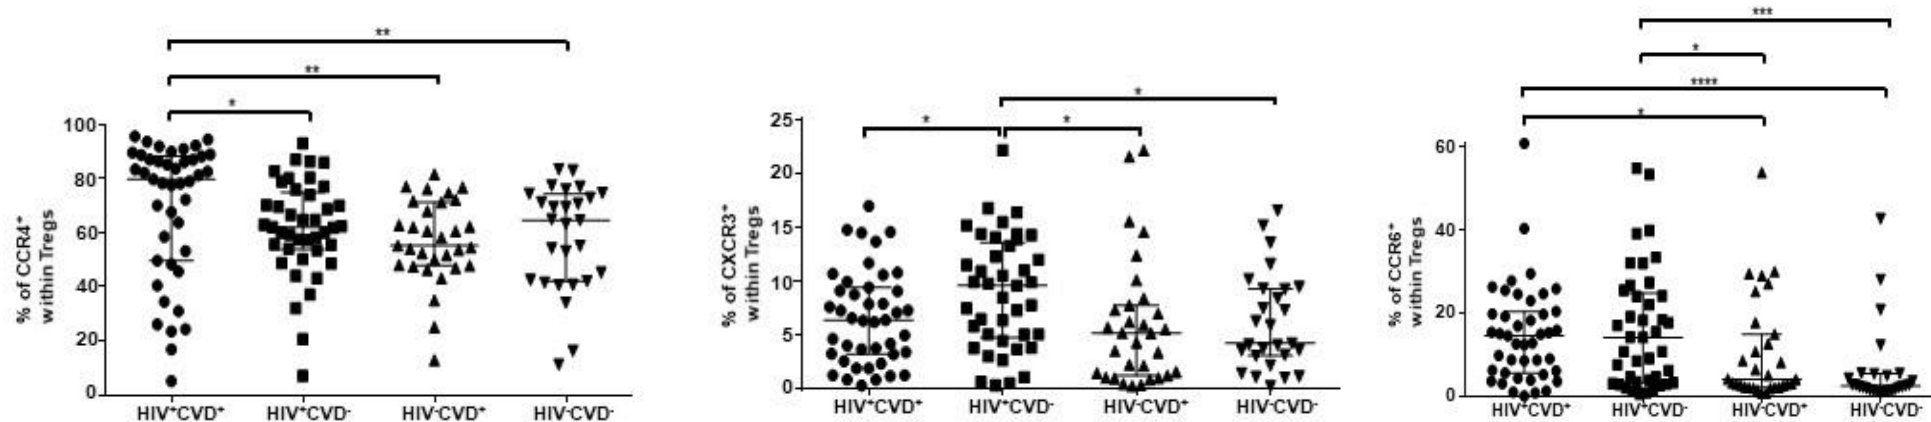 % of CCR4⁺
within Tregs
**
**
*
100
80
60
40
20
0
HIV⁺CVD⁺
HIV⁺CVD⁻
HIV⁻CVD⁺
HIV⁻CVD⁻
% of CXCR3⁺
within Tregs
*
*
*
25
20
15
10
5
0
HIV⁺CVD⁺
HIV⁺CVD⁻
HIV⁻CVD⁺
HIV⁻CVD⁻
% of CCR6⁺
within Tregs
***
*
****
*
60
40
20
0
HIV⁺CVD⁺
HIV⁺CVD⁻
HIV⁻CVD⁺
HIV⁻CVD⁻